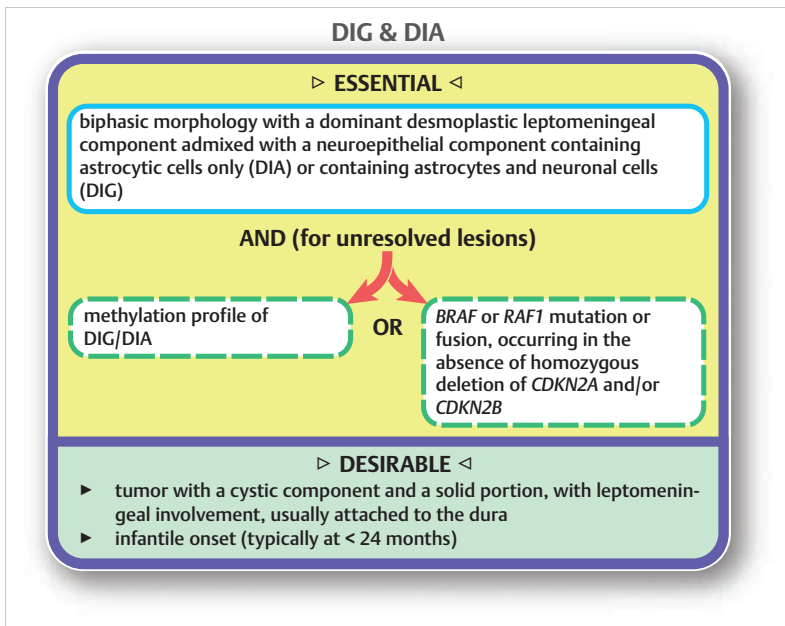 DIG & DIA
▷ ESSENTIAL ◁
biphasic morphology with a dominant desmoplastic leptomeningeal
component admixed with a neuroepithelial component containing
astrocytic cells only (DIA) or containing astrocytes and neuronal cells
(DIG)
AND (for unresolved lesions)
methylation profile of
DIG/DIA
OR
BRAF or RAF1 mutation or
fusion, occurring in the
absence of homozygous
deletion of CDKN2A and/or
CDKN2B
▷ DESIRABLE ◁
► tumor with a cystic component and a solid portion, with leptomenin-
geal involvement, usually attached to the dura
► infantile onset (typically at < 24 months)